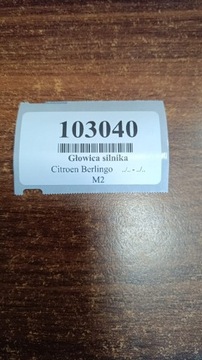 103040
Głowica silnika
Citroen Berlingo ../.. - ../..
M2